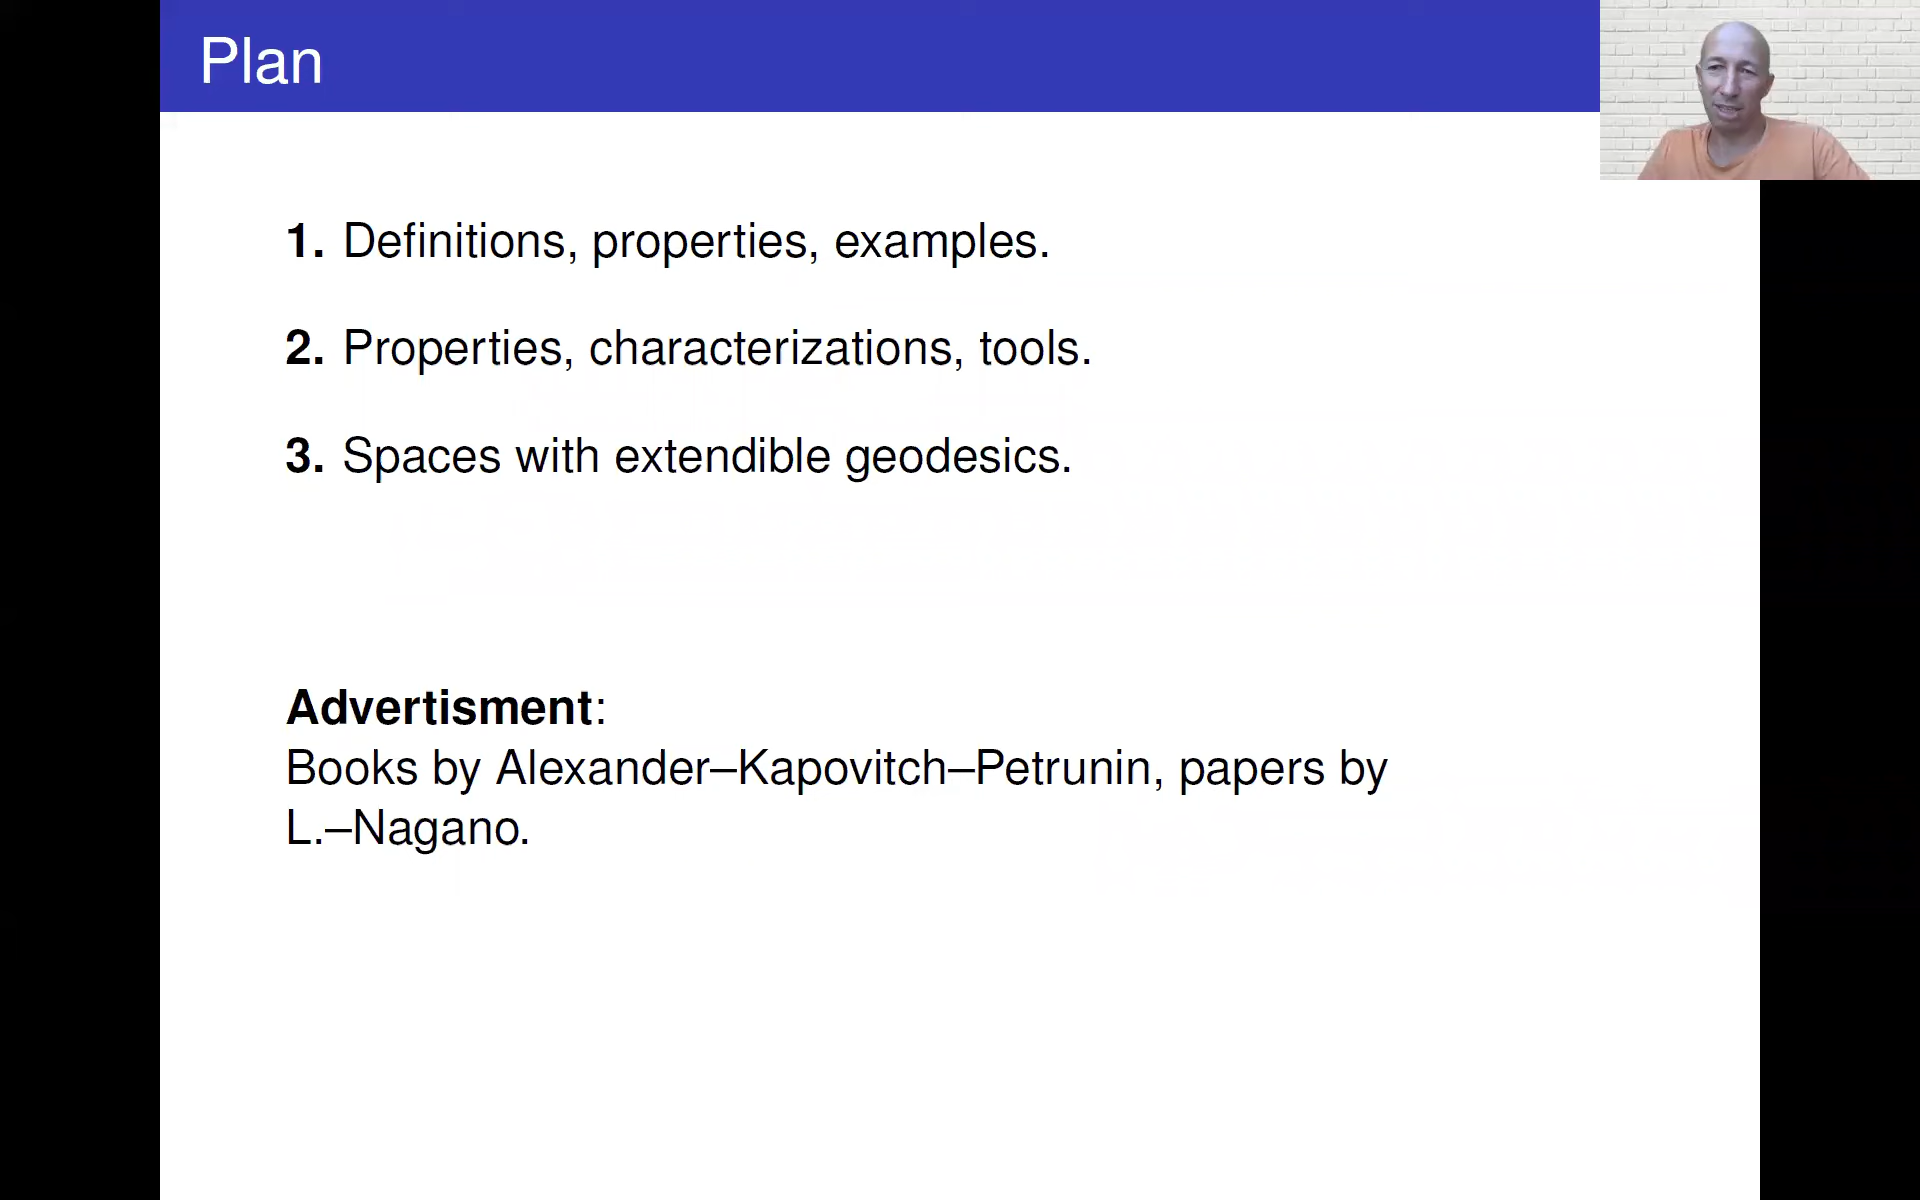 Plan
1. Definitions, properties, examples.
2. Properties, characterizations, tools.
3. Spaces with extendible geodesics.
Advertisment:
Books by Alexander–Kapovitch–Petrunin, papers by
L.–Nagano.